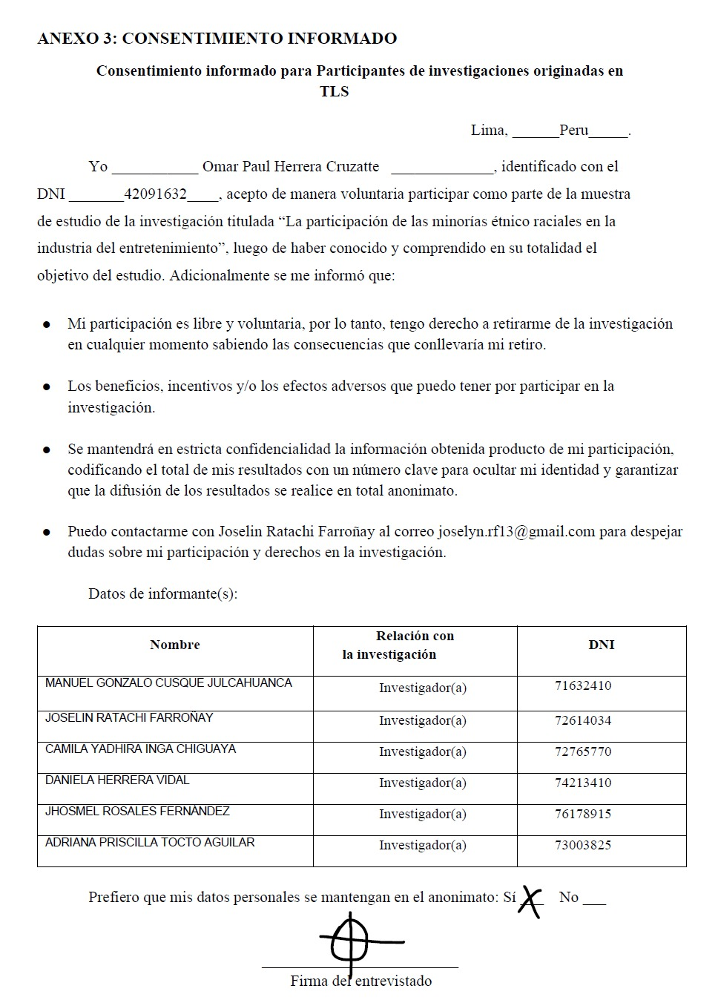 ANEXO 3: CONSENTIMIENTO INFORMADO
Consentimiento informado para Participantes de investigaciones originadas en
TLS
Lima, ______Peru_____.
Yo ___________ Omar Paul Herrera Cruzatte _____________, identificado con el
DNI _______42091632____, acepto de manera voluntaria participar como parte de la muestra
de estudio de la investigación titulada “La participación de las minorías étnico raciales en la
industria del entretenimiento”, luego de haber conocido y comprendido en su totalidad el
objetivo del estudio. Adicionalmente se me informó que:
● Mi participación es libre y voluntaria, por lo tanto, tengo derecho a retirarme de la investigación
en cualquier momento sabiendo las consecuencias que conllevaría mi retiro.
● Los beneficios, incentivos y/o los efectos adversos que puedo tener por participar en la
investigación.
● Se mantendrá en estricta confidencialidad la información obtenida producto de mi participación,
codificando el total de mis resultados con un número clave para ocultar mi identidad y garantizar
que la difusión de los resultados se realice en total anonimato.
● Puedo contactarme con Joselin Ratachi Farroñay al correo joselyn.rf13@gmail.com para despejar
dudas sobre mi participación y derechos en la investigación.
Datos de informante(s):
Nombre Relación con la investigación DNI
MANUEL GONZALO CUSQUE JULCAHUANCA Investigador(a) 71632410
JOSELIN RATACHI FARROÑAY Investigador(a) 72614034
CAMILA YADHIRA INGA CHIGUAYA Investigador(a) 72765770
DANIELA HERRERA VIDAL Investigador(a) 74213410
JHOSMEL ROSALES FERNÁNDEZ Investigador(a) 76178915
ADRIANA PRISCILLA TOCTO AGUILAR Investigador(a) 73003825
Prefiero que mis datos personales se mantengan en el anonimato: Sí _X_ No ___
Firma del entrevistado